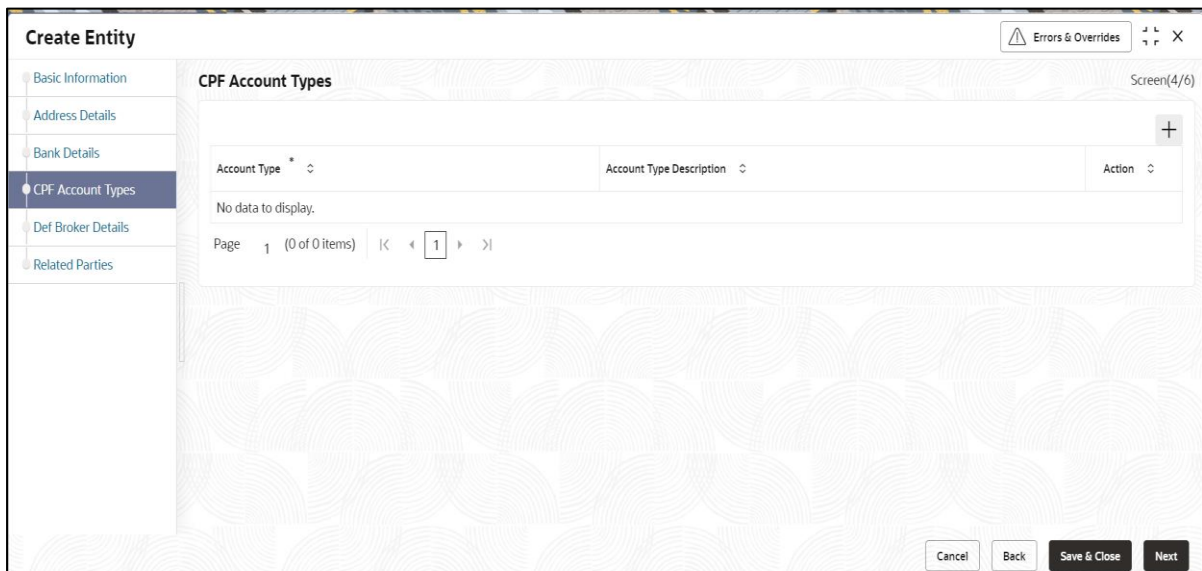 Create Entity
Errors & Overrides
Basic Information
Address Details
Bank Details
CPF Account Types
Def Broker Details
Related Parties
CPF Account Types
Screen(4/6)
Account Type * Account Type Description Action
No data to display.
Page 1 (0 of 0 items) 1
Cancel Back Save & Close Next